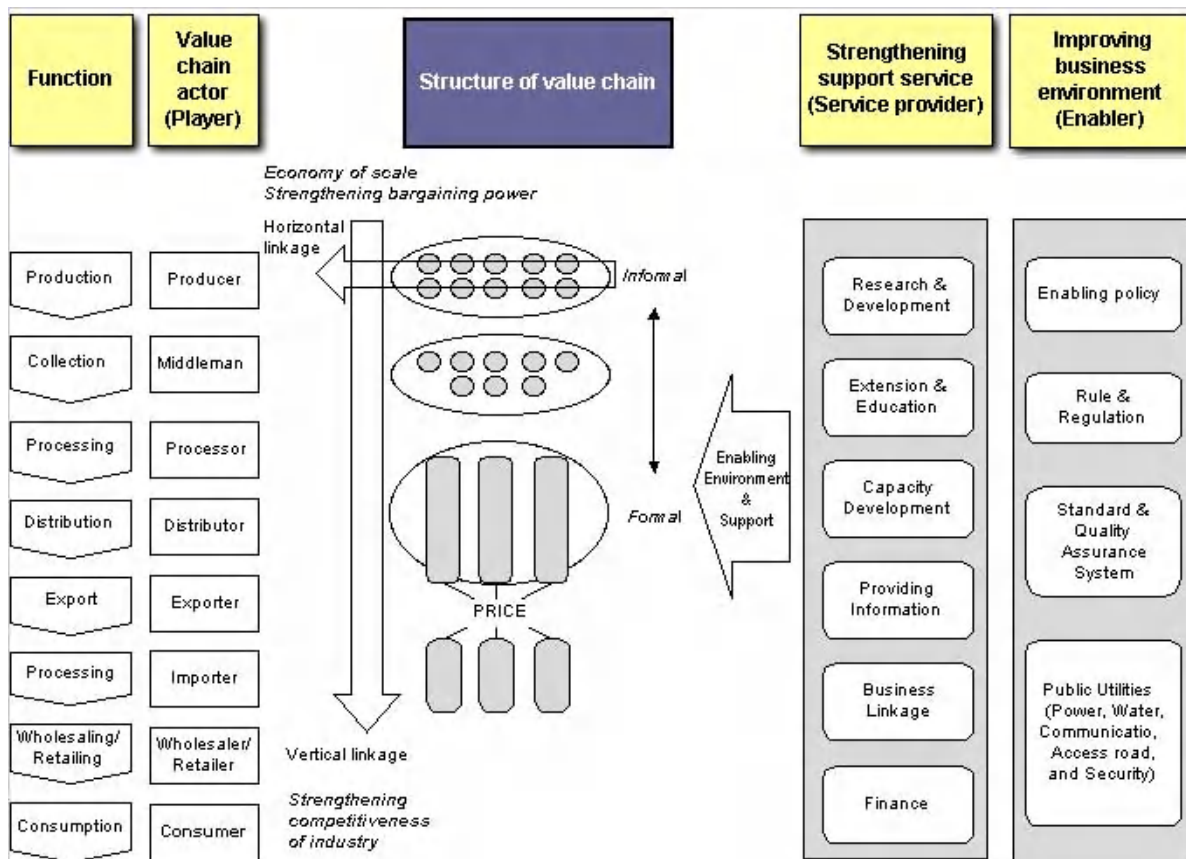 Function
Value
chain
actor
(Player)
Structure of value chain
Strengthening
support service
(Service provider)
Improving
business
environment
(Enabler)
Economy of scale
Strengthening bargaining power
Horizontal
linkage
Informal
Formal
PRICE
Vertical linkage
Strengthening
competitiveness
of industry
Enabling
Environment
&
Support
Production
Producer
Collection
Middleman
Processing
Processor
Distribution
Distributor
Export
Exporter
Processing
Importer
Wholesaling/
Retailing
Wholesaler/
Retailer
Consumption
Consumer
Research &
Development
Extension &
Education
Capacity
Development
Providing
Information
Business
Linkage
Finance
Enabling policy
Rule &
Regulation
Standard &
Quality
Assurance
System
Public Utilities
(Power, Water,
Communicatio,
Access road,
and Security)